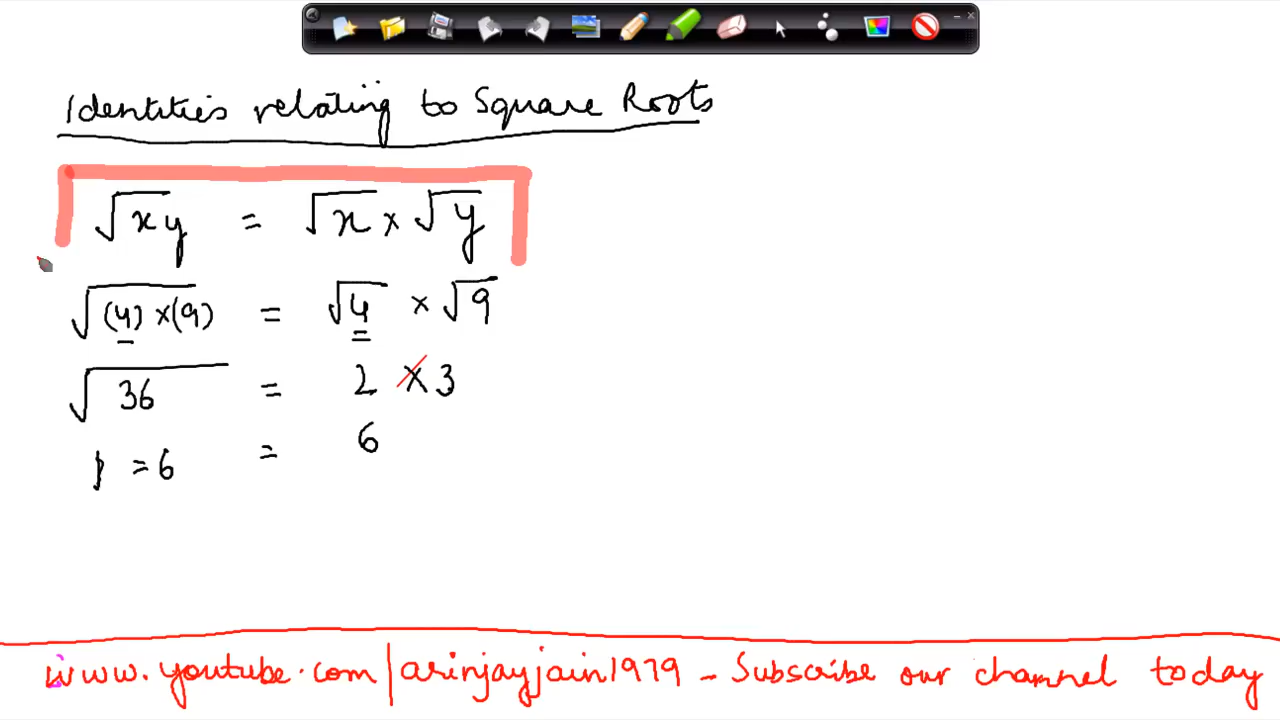 Identities relating to Square Roots
√xy = √x × √y
√(4)×(9) = √4 × √9
√36 = 2 × 3
= 6 = 6
www.youtube.com/arinjayjain1979 - Subscribe our channel today